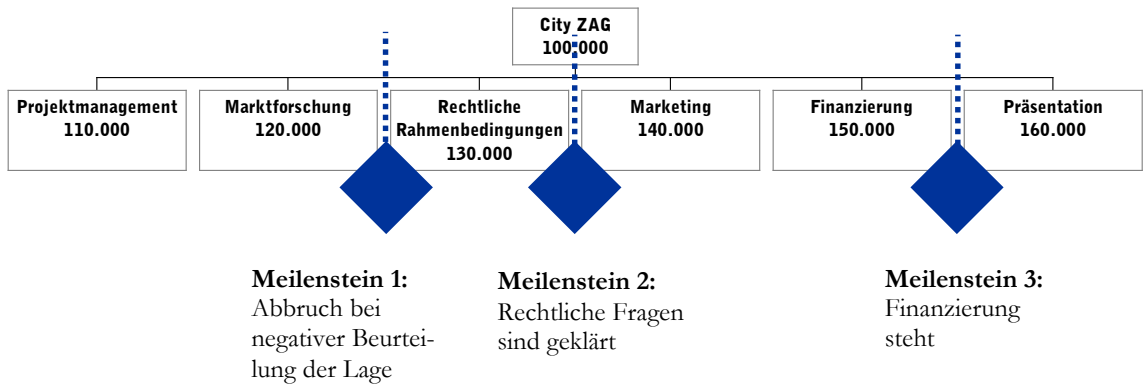 City ZAG
100.000
Projektmanagement
110.000
Marktforschung
120.000
Rechtliche
Rahmenbedingungen
130.000
Marketing
140.000
Finanzierung
150.000
Präsentation
160.000
Meilenstein 1:
Abbruch bei
negativer Beurtei-
lung der Lage
Meilenstein 2:
Rechtliche Fragen
sind geklärt
Meilenstein 3:
Finanzierung
steht